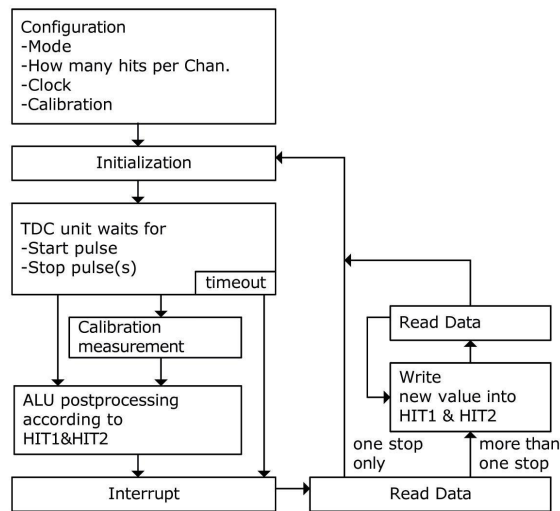 Configuration
-Mode
-How many hits per Chan.
-Clock
-Calibration
Initialization
TDC unit waits for
-Start pulse
-Stop pulse(s)
timeout
Calibration
measurement
ALU postprocessing
according to
HIT1&HIT2
Interrupt
Read Data
Write
new value into
HIT1 & HIT2
one stop
only
more than
one stop
Read Data